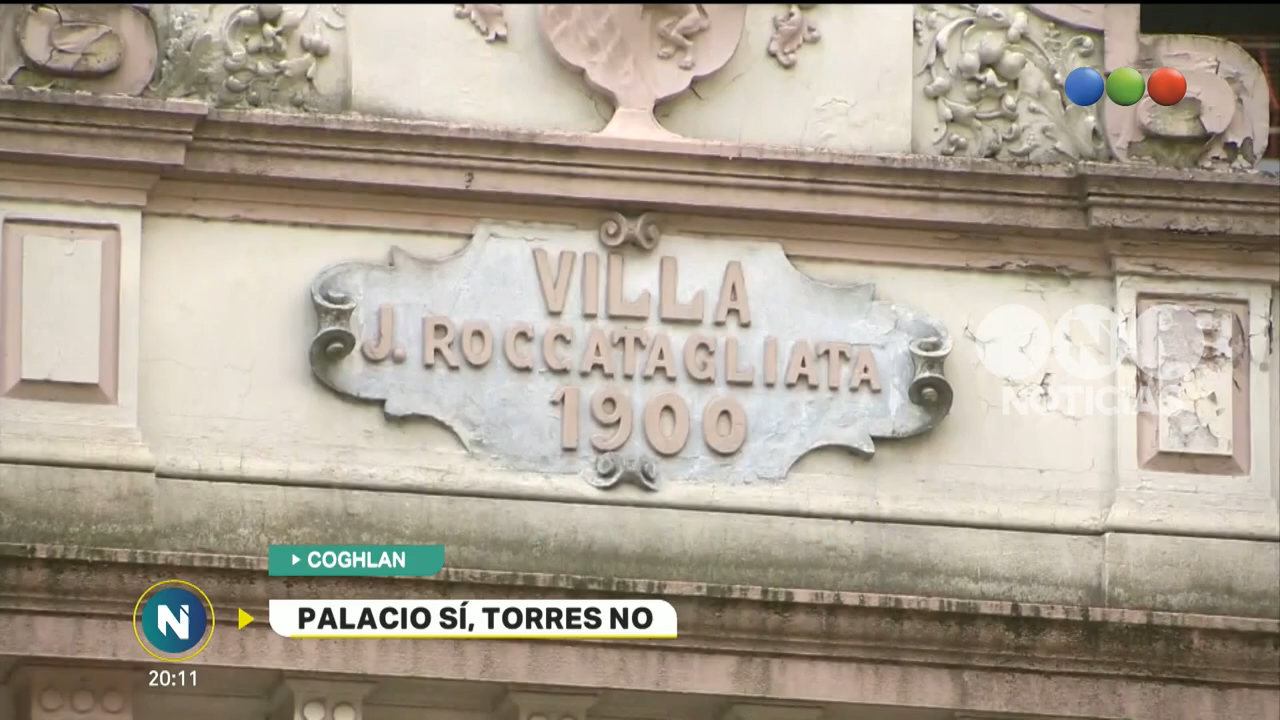 VILLA
J. ROCCATAGLIATA
1900
NOTICIAS
COGHLAN
N
PALACIO SÍ, TORRES NO
20:11